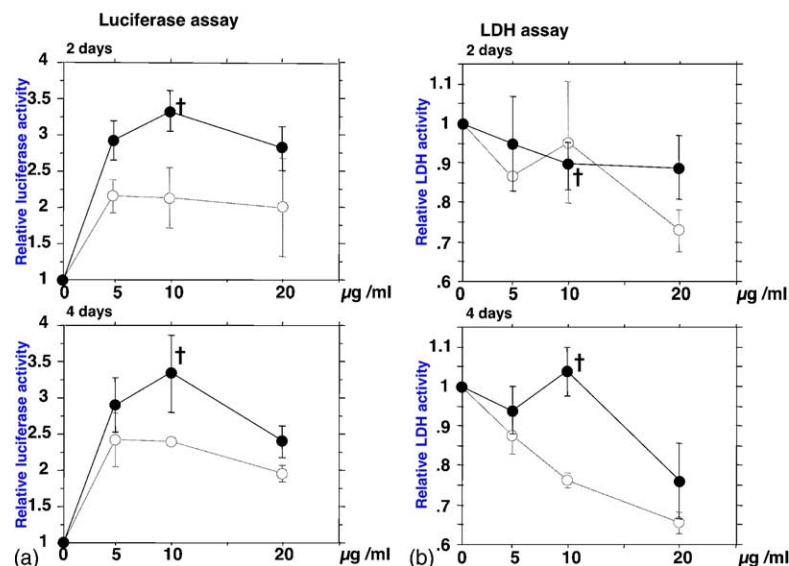 Luciferase assay
2 days
Relative luciferase activity
4
3.5
3
2.5
2
1.5
1
†
0 5 10 20 µg /ml
4 days
Relative luciferase activity
4
3.5
3
2.5
2
1.5
1
†
0 5 10 20 µg /ml
(a)
LDH assay
2 days
Relative LDH activity
1.1
1
.9
.8
.7
.6
†
0 5 10 20 µg /ml
4 days
Relative LDH activity
1.1
1
.9
.8
.7
.6
†
0 5 10 20 µg /ml
(b)